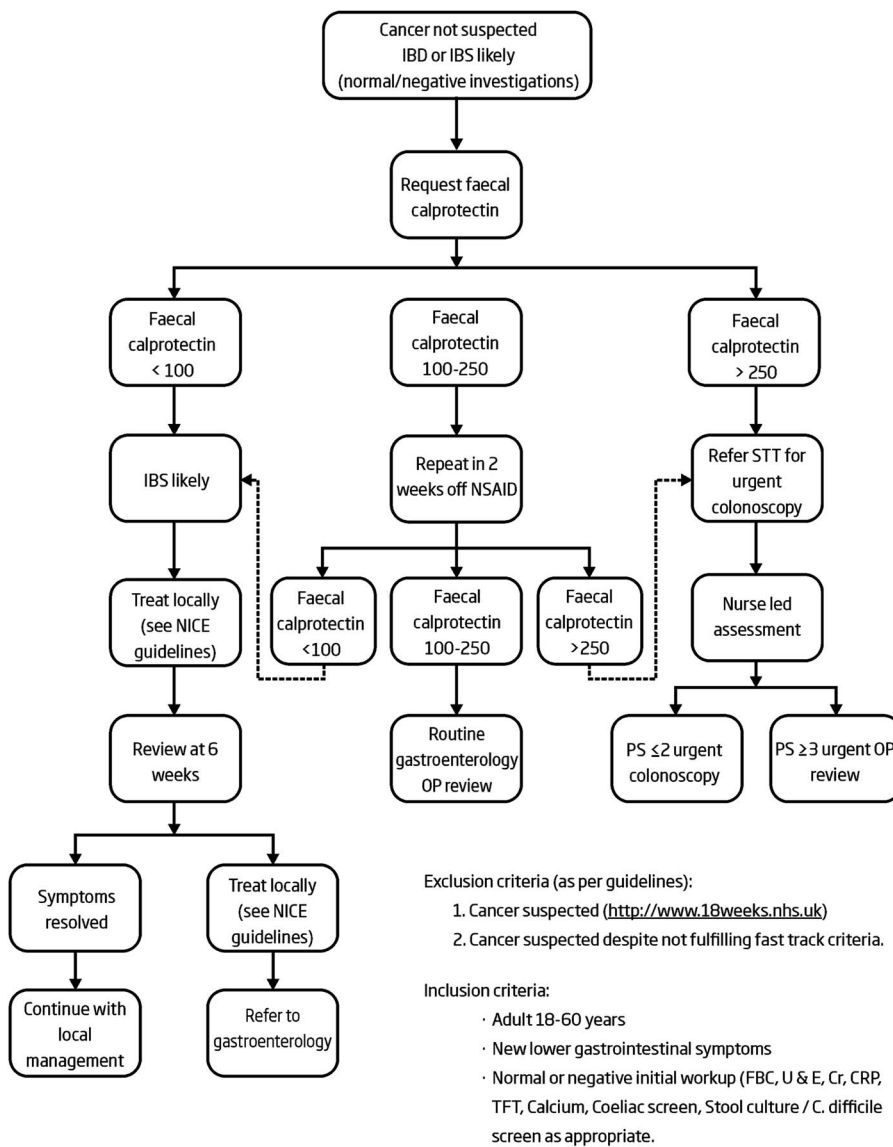 Cancer not suspected
IBD or IBS likely
(normal/negative investigations)
Request faecal
calprotectin
Faecal
calprotectin
< 100
Faecal
calprotectin
100-250
Faecal
calprotectin
> 250
IBS likely
Repeat in 2
weeks off NSAID
Refer STT for
urgent
colonoscopy
Treat locally
(see NICE
guidelines)
Faecal
calprotectin
<100
Faecal
calprotectin
100-250
Faecal
calprotectin
>250
Nurse led
assessment
Review at 6
weeks
Routine
gastroenterology
OP review
PS ≤2 urgent
colonoscopy
PS ≥3 urgent OP
review
Symptoms
resolved
Treat locally
(see NICE
guidelines)
Continue with
local
management
Refer to
gastroenterology
Exclusion criteria (as per guidelines):
1. Cancer suspected (http://www.18weeks.nhs.uk)
2. Cancer suspected despite not fulfilling fast track criteria.
Inclusion criteria:
· Adult 18-60 years
· New lower gastrointestinal symptoms
· Normal or negative initial workup (FBC, U & E, Cr, CRP,
TFT, Calcium, Coeliac screen, Stool culture / C. difficile
screen as appropriate.